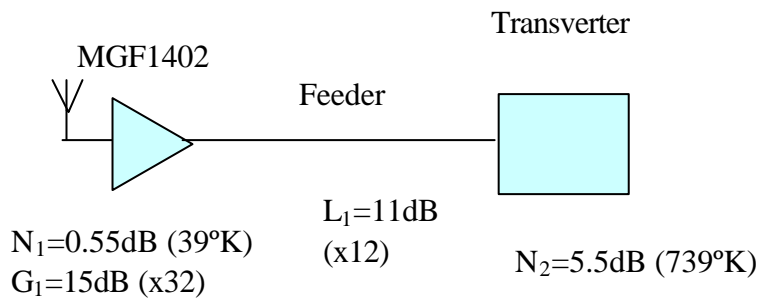 Transverter
MGF1402
Feeder
N₁=0.55dB (39ºK)
G₁=15dB (x32)
L₁=11dB
(x12)
N₂=5.5dB (739ºK)